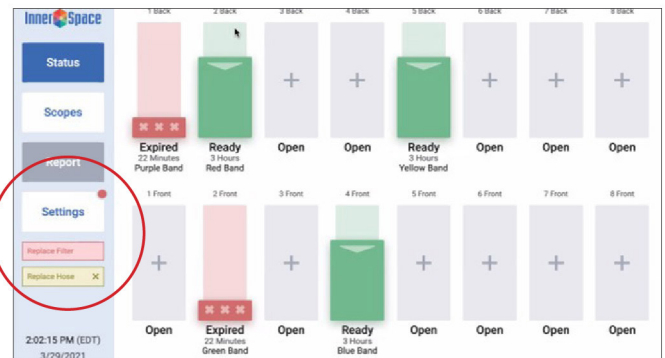 InnerSpace
1 Back 2 Back 3 Back 4 Back 5 Back 6 Back 7 Back 8 Back
Status
Scopes
Report
Settings
Replace Filter
Replace Hose X
2:02:15 PM (EDT)
3/29/2021
Expired Ready Open Open Ready Open Open Open
22 Minutes 3 Hours 3 Hours
Purple Band Red Band Yellow Band
1 Front 2 Front 3 Front 4 Front 5 Front 6 Front 7 Front 8 Front
Open Expired Open Ready Open Open Open Open
22 Minutes 3 Hours
Green Band Blue Band